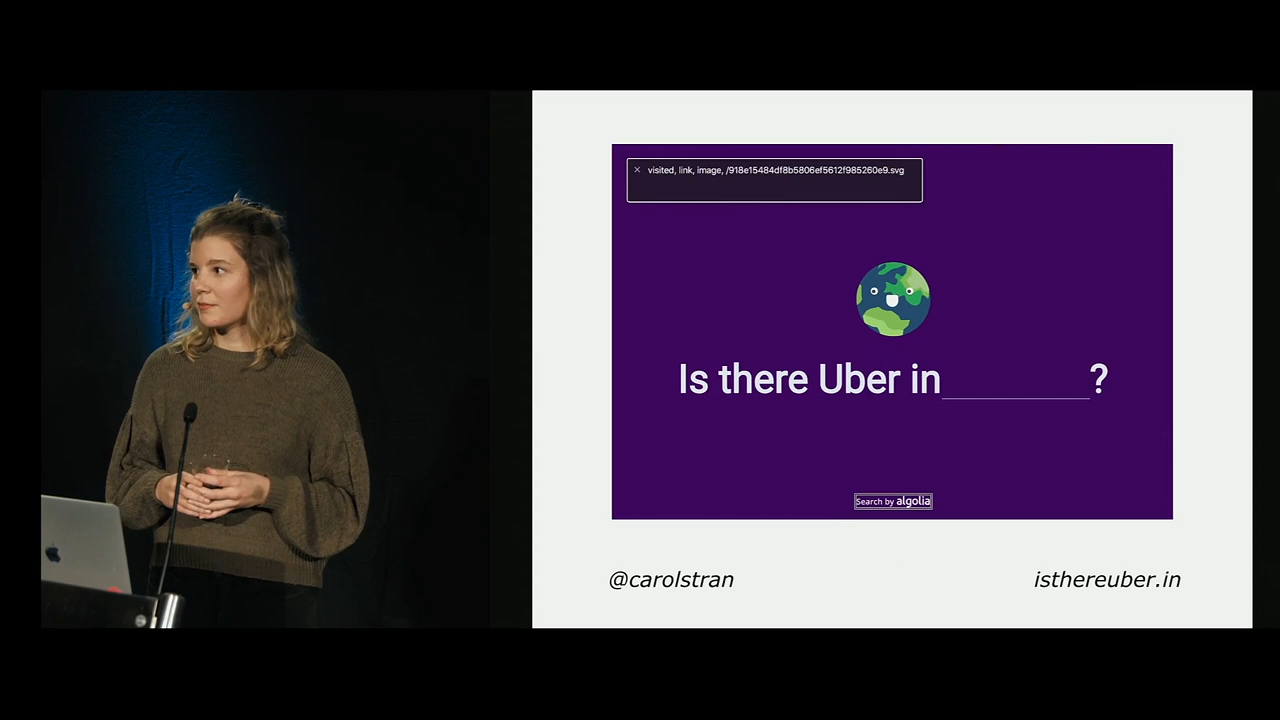 × visited, link, image, /918e15484df8b5806ef5612f985260e9.svg
Is there Uber in ?
Search by algolia
@carolstran
isthereuber.in